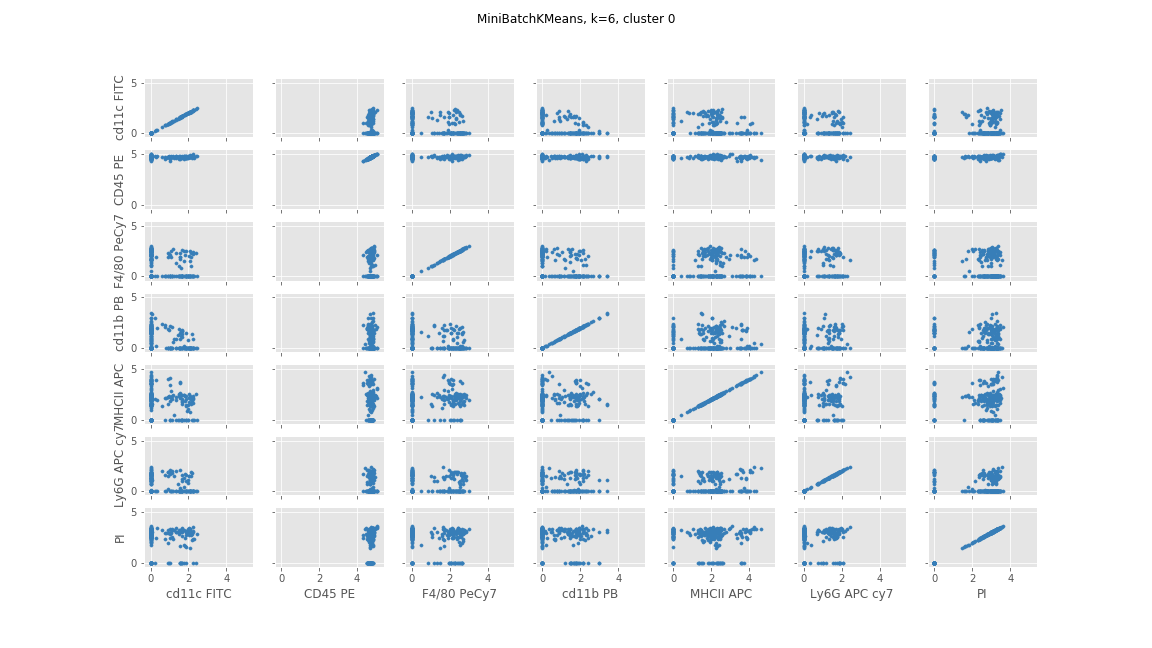 MiniBatchKMeans, k=6, cluster 0
cd11c FITC
5
0
CD45 PE
5
0
F4/80 PeCy7
5
0
cd11b PB
5
0
MHCII APC
5
0
Ly6G APC cy7
5
0
PI
5
0
0 2 4 0 2 4 0 2 4 0 2 4 0 2 4 0 2 4 0 2 4
cd11c FITC CD45 PE F4/80 PeCy7 cd11b PB MHCII APC Ly6G APC cy7 PI